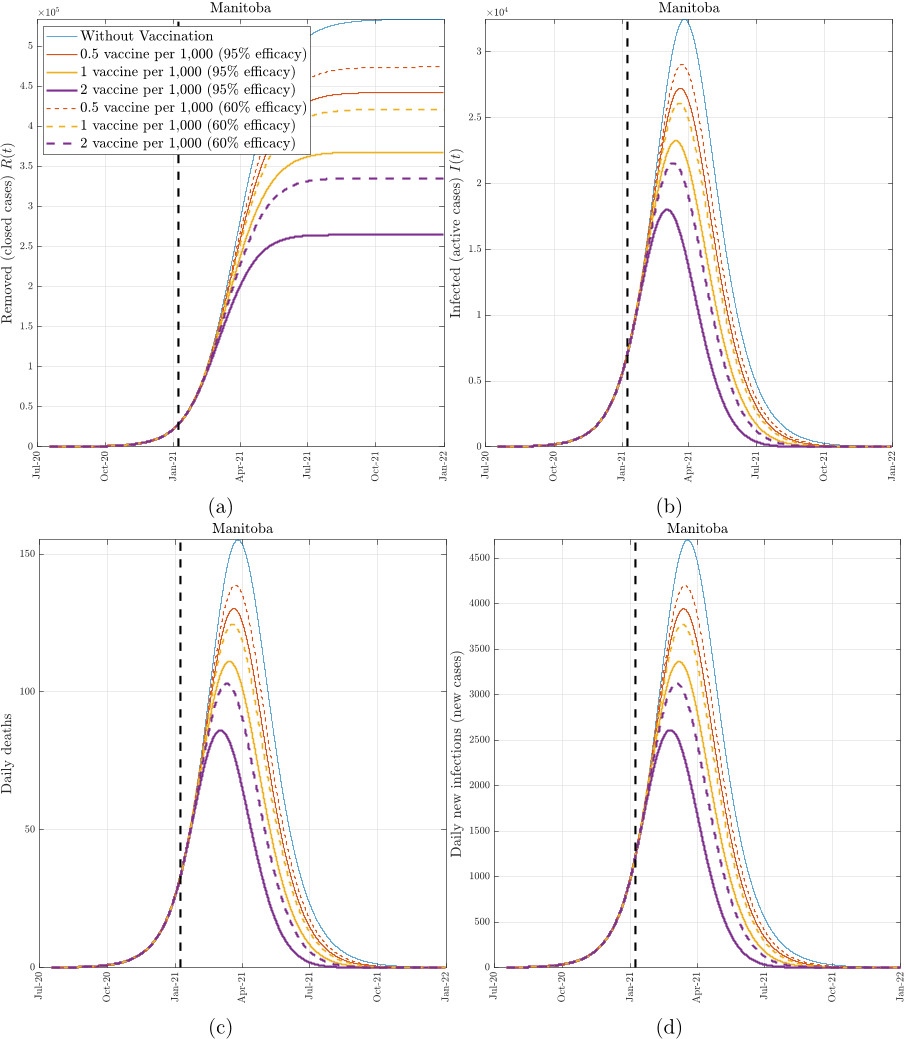 Manitoba
×10⁵
Without Vaccination
0.5 vaccine per 1,000 (95% efficacy)
1 vaccine per 1,000 (95% efficacy)
2 vaccine per 1,000 (95% efficacy)
0.5 vaccine per 1,000 (60% efficacy)
1 vaccine per 1,000 (60% efficacy)
2 vaccine per 1,000 (60% efficacy)
Removed (closed cases) R(t)
5
4.5
4
3.5
3
2.5
2
1.5
1
0.5
0
Jul-20
Oct-20
Jan-21
Apr-21
Jul-21
Oct-21
Jan-22
(a)
Manitoba
×10⁴
Infected (active cases) I(t)
3
2.5
2
1.5
1
0.5
0
Jul-20
Oct-20
Jan-21
Apr-21
Jul-21
Oct-21
Jan-22
(b)
Manitoba
Daily deaths
150
100
50
0
Jul-20
Oct-20
Jan-21
Apr-21
Jul-21
Oct-21
Jan-22
(c)
Manitoba
Daily new infections (new cases)
4500
4000
3500
3000
2500
2000
1500
1000
500
0
Jul-20
Oct-20
Jan-21
Apr-21
Jul-21
Oct-21
Jan-22
(d)